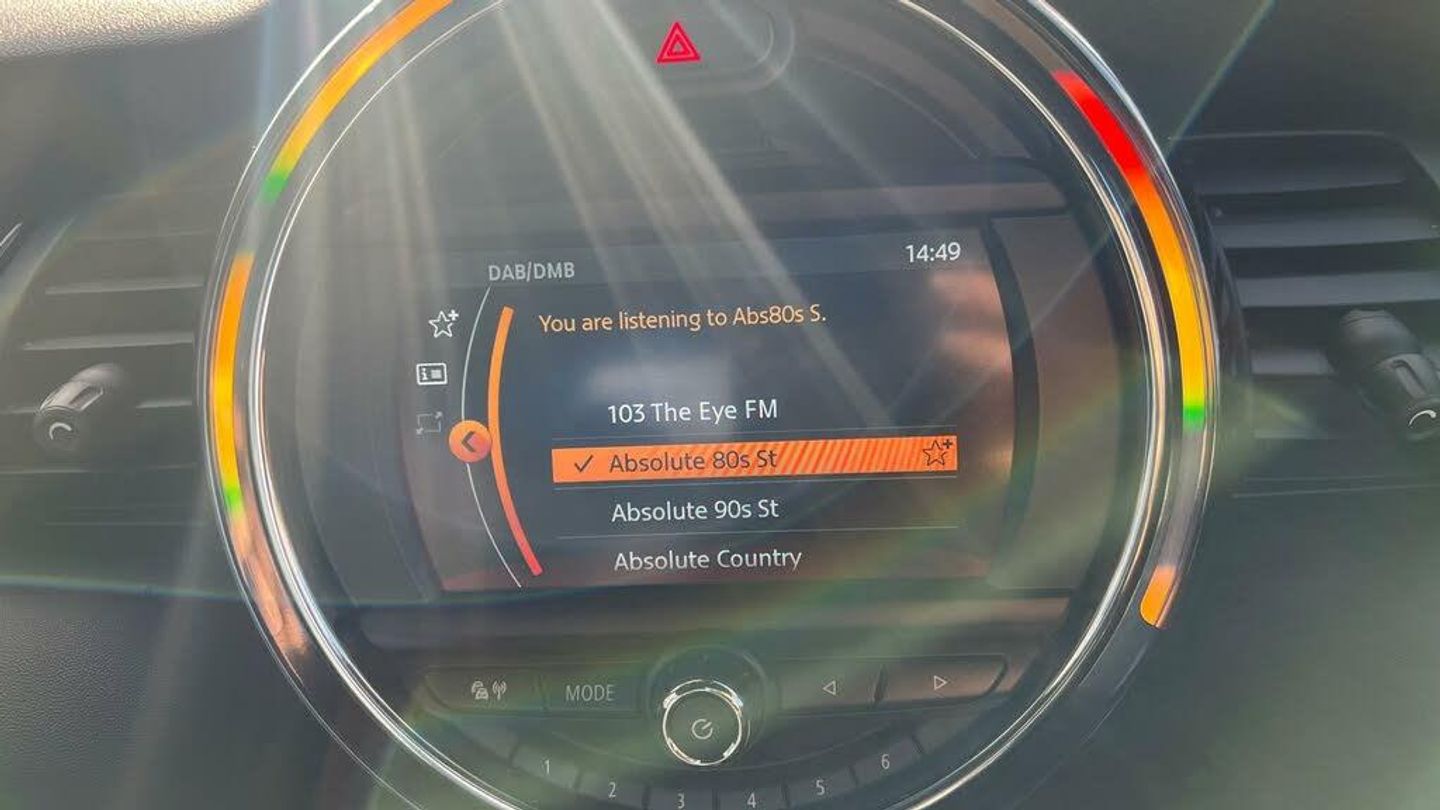 14:49
DAB/DMB
You are listening to Abs80s S.
103 The Eye FM
Absolute 80s St
Absolute 90s St
Absolute Country
MODE
1
2
3
4
5
6